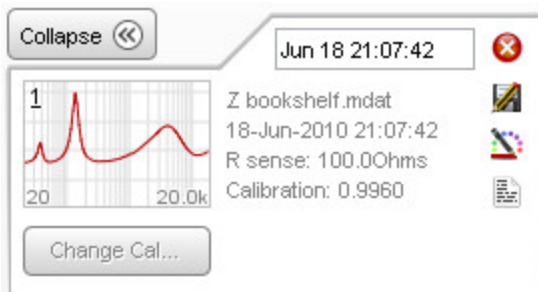 Collapse
Jun 18 21:07:42
1
Z bookshelf.mdat
18-Jun-2010 21:07:42
R sense: 100.0Ohms
Calibration: 0.9960
20 20.0k
Change Cal...